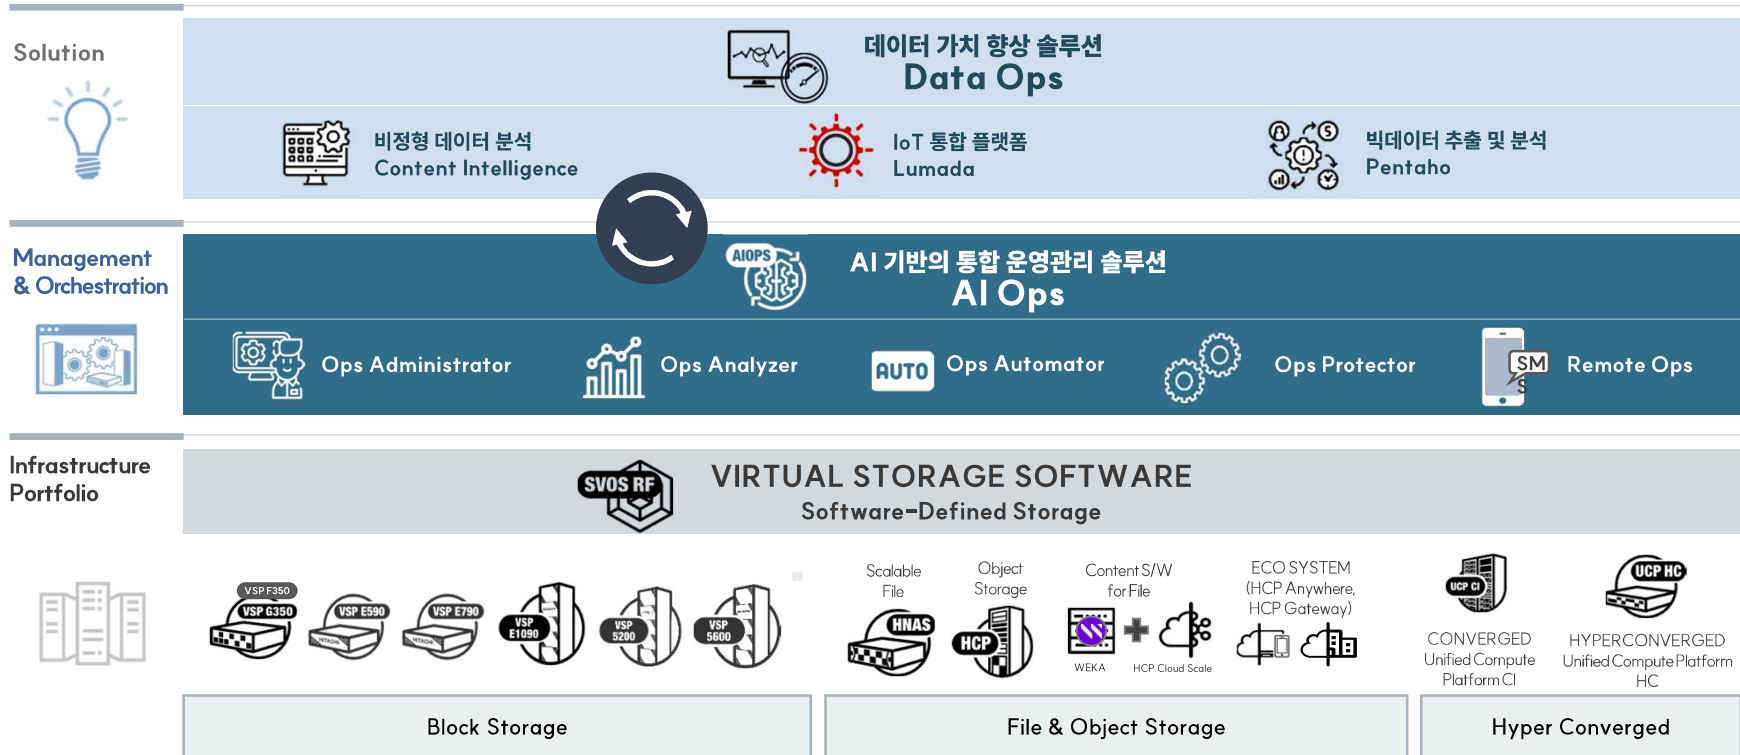 Solution
데이터 가치 향상 솔루션
Data Ops
비정형 데이터 분석
Content Intelligence
IoT 통합 플랫폼
Lumada
빅데이터 추출 및 분석
Pentaho
Management
& Orchestration
AIOPS
AI 기반의 통합 운영관리 솔루션
AI Ops
Ops Administrator
Ops Analyzer
AUTO
Ops Automator
Ops Protector
SM
S
Remote Ops
Infrastructure
Portfolio
SVOS RF
VIRTUAL STORAGE SOFTWARE
Software-Defined Storage
VSP F350
VSP G350
VSP E590
HITACHI
VSP E790
HITACHI
VSP
E1090
VSP
5200
VSP
5600
Scalable
File
HNAS
Object
Storage
HCP
Content S/W
for File
WEKA
HCP Cloud Scale
ECO SYSTEM
(HCP Anywhere,
HCP Gateway)
UCP CI
CONVERGED
Unified Compute
Platform CI
UCP HC
HYPERCONVERGED
Unified Compute Platform
HC
Block Storage
File & Object Storage
Hyper Converged